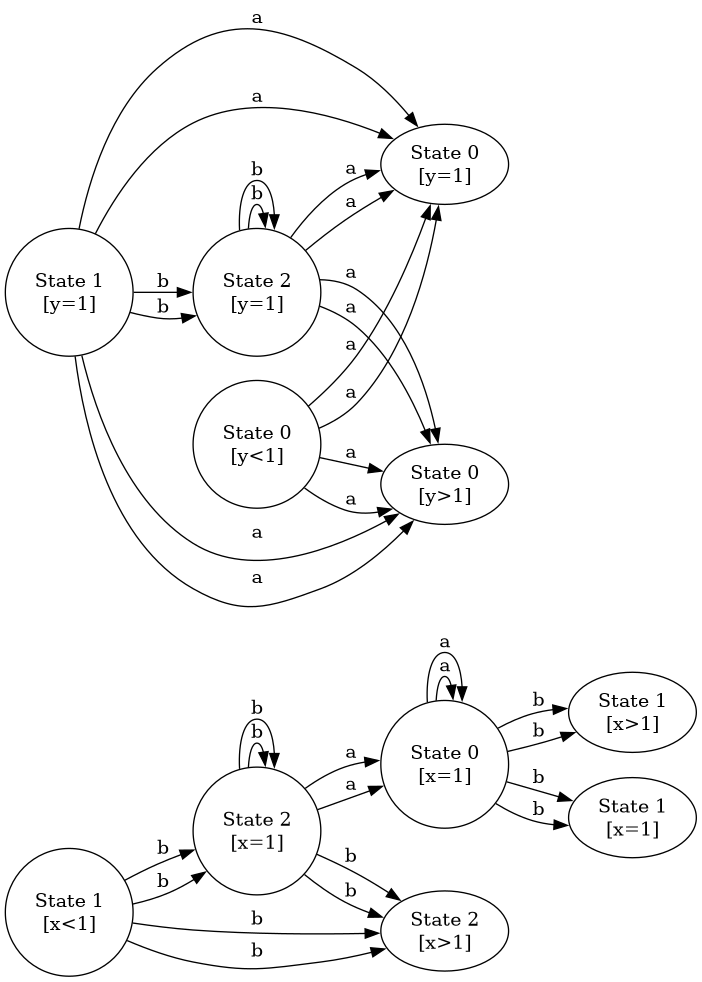 a
a
State 0
[y=1]
b
b
a
a
State 1
[y=1]
b
b
State 2
[y=1]
a
a
a
a
State 0
[y<1]
a
a
State 0
[y>1]
a
a
a
a
b
b
State 0
[x=1]
b
b
State 1
[x>1]
b
b
State 1
[x=1]
a
a
State 2
[x=1]
b
b
State 1
[x<1]
b
b
b
b
State 2
[x>1]